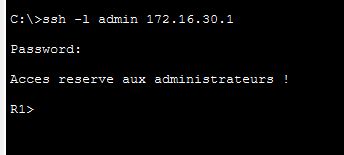 C:\>ssh -l admin 172.16.30.1
Password:
Acces reserve aux administrateurs !
R1>